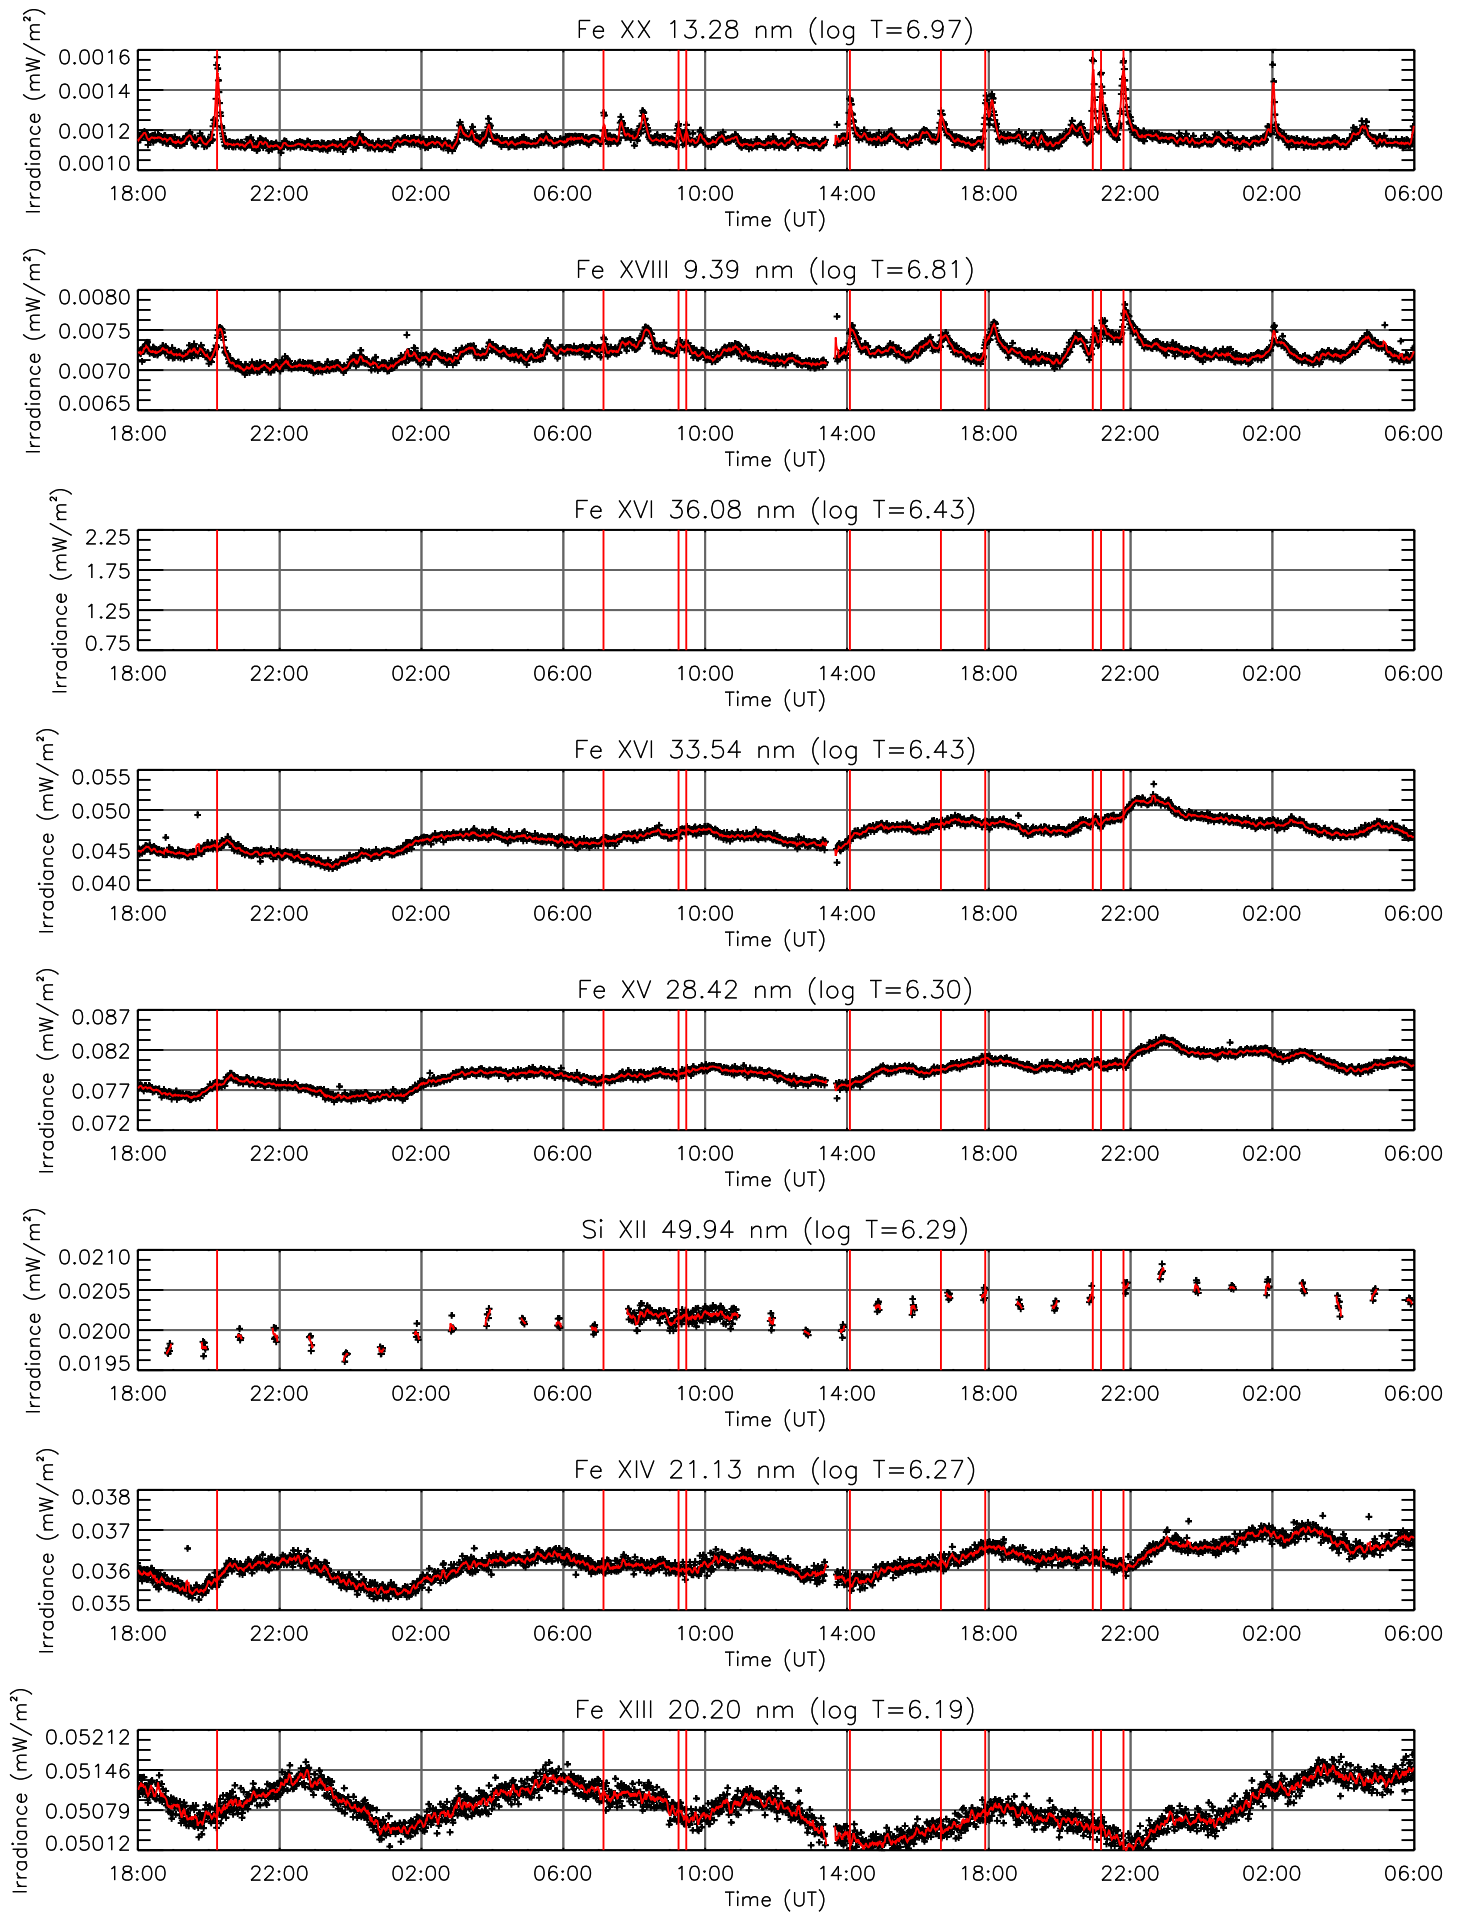 Fe XX 13.28 nm (log T=6.97)
Irradiance (mW/m²)
0.0016
0.0014
0.0012
0.0010
18:00 22:00 02:00 06:00 10:00 14:00 18:00 22:00 02:00 06:00
Time (UT)
Fe XVIII 9.39 nm (log T=6.81)
Irradiance (mW/m²)
0.0080
0.0075
0.0070
0.0065
18:00 22:00 02:00 06:00 10:00 14:00 18:00 22:00 02:00 06:00
Time (UT)
Fe XVI 36.08 nm (log T=6.43)
Irradiance (mW/m²)
2.25
1.75
1.25
0.75
18:00 22:00 02:00 06:00 10:00 14:00 18:00 22:00 02:00 06:00
Time (UT)
Fe XVI 33.54 nm (log T=6.43)
Irradiance (mW/m²)
0.055
0.050
0.045
0.040
18:00 22:00 02:00 06:00 10:00 14:00 18:00 22:00 02:00 06:00
Time (UT)
Fe XV 28.42 nm (log T=6.30)
Irradiance (mW/m²)
0.087
0.082
0.077
0.072
18:00 22:00 02:00 06:00 10:00 14:00 18:00 22:00 02:00 06:00
Time (UT)
Si XII 49.94 nm (log T=6.29)
Irradiance (mW/m²)
0.0210
0.0205
0.0200
0.0195
18:00 22:00 02:00 06:00 10:00 14:00 18:00 22:00 02:00 06:00
Time (UT)
Fe XIV 21.13 nm (log T=6.27)
Irradiance (mW/m²)
0.038
0.037
0.036
0.035
18:00 22:00 02:00 06:00 10:00 14:00 18:00 22:00 02:00 06:00
Time (UT)
Fe XIII 20.20 nm (log T=6.19)
Irradiance (mW/m²)
0.05212
0.05146
0.05079
0.05012
18:00 22:00 02:00 06:00 10:00 14:00 18:00 22:00 02:00 06:00
Time (UT)